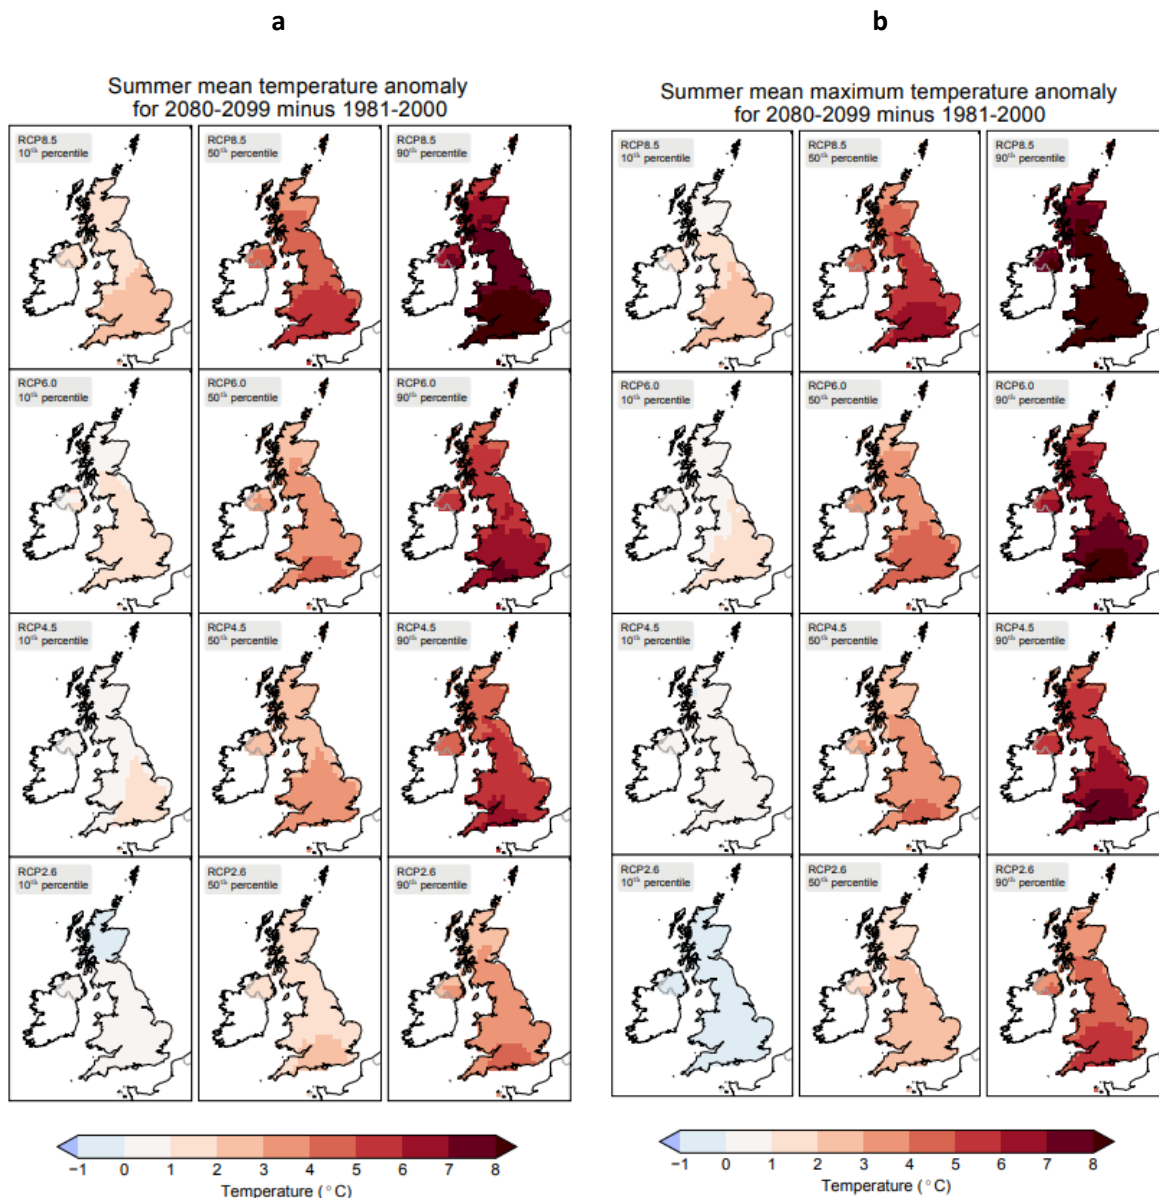 a
Summer mean temperature anomaly
for 2080-2099 minus 1981-2000
RCP8.5
10th percentile
RCP8.5
50th percentile
RCP8.5
90th percentile
RCP6.0
10th percentile
RCP6.0
50th percentile
RCP6.0
90th percentile
RCP4.5
10th percentile
RCP4.5
50th percentile
RCP4.5
90th percentile
RCP2.6
10th percentile
RCP2.6
50th percentile
RCP2.6
90th percentile
−1 0 1 2 3 4 5 6 7 8
Temperature (°C)
b
Summer mean maximum temperature anomaly
for 2080-2099 minus 1981-2000
RCP8.5
10th percentile
RCP8.5
50th percentile
RCP8.5
90th percentile
RCP6.0
10th percentile
RCP6.0
50th percentile
RCP6.0
90th percentile
RCP4.5
10th percentile
RCP4.5
50th percentile
RCP4.5
90th percentile
RCP2.6
10th percentile
RCP2.6
50th percentile
RCP2.6
90th percentile
−1 0 1 2 3 4 5 6 7 8
Temperature (°C)